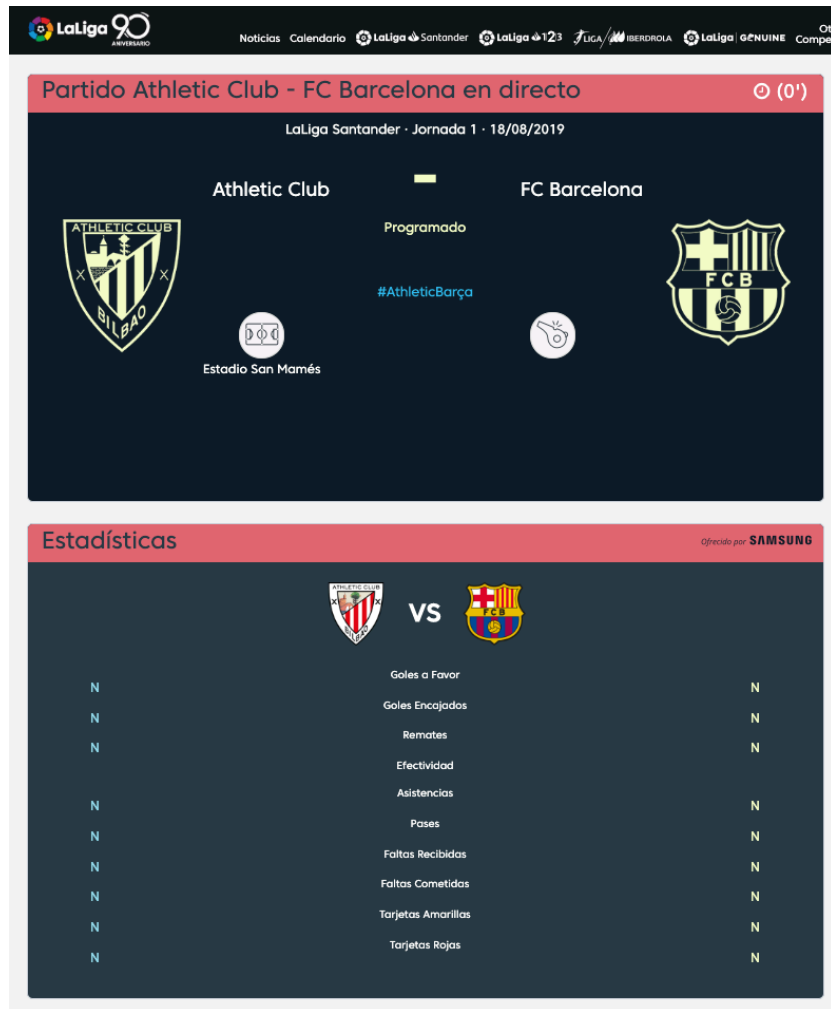 LaLiga 90 ANIVERSARIO
Noticias Calendario LaLiga Santander LaLiga 123 LIGA IBERDROLA LaLiga GENUINE
Partido Athletic Club - FC Barcelona en directo (0')
LaLiga Santander · Jornada 1 · 18/08/2019
Athletic Club - FC Barcelona
Programado
ATHLETIC CLUB
BILBAO
FCB
#AthleticBarça
Estadio San Mamés
Estadísticas
Ofrecido por SAMSUNG
ATHLETIC CLUB
BILBAO
VS
FCB
Goles a Favor
N N
Goles Encajados
N N
Remates
N N
Efectividad
Asistencias
N N
Pases
N N
Faltas Recibidas
N N
Faltas Cometidas
N N
Tarjetas Amarillas
N N
Tarjetas Rojas
N N